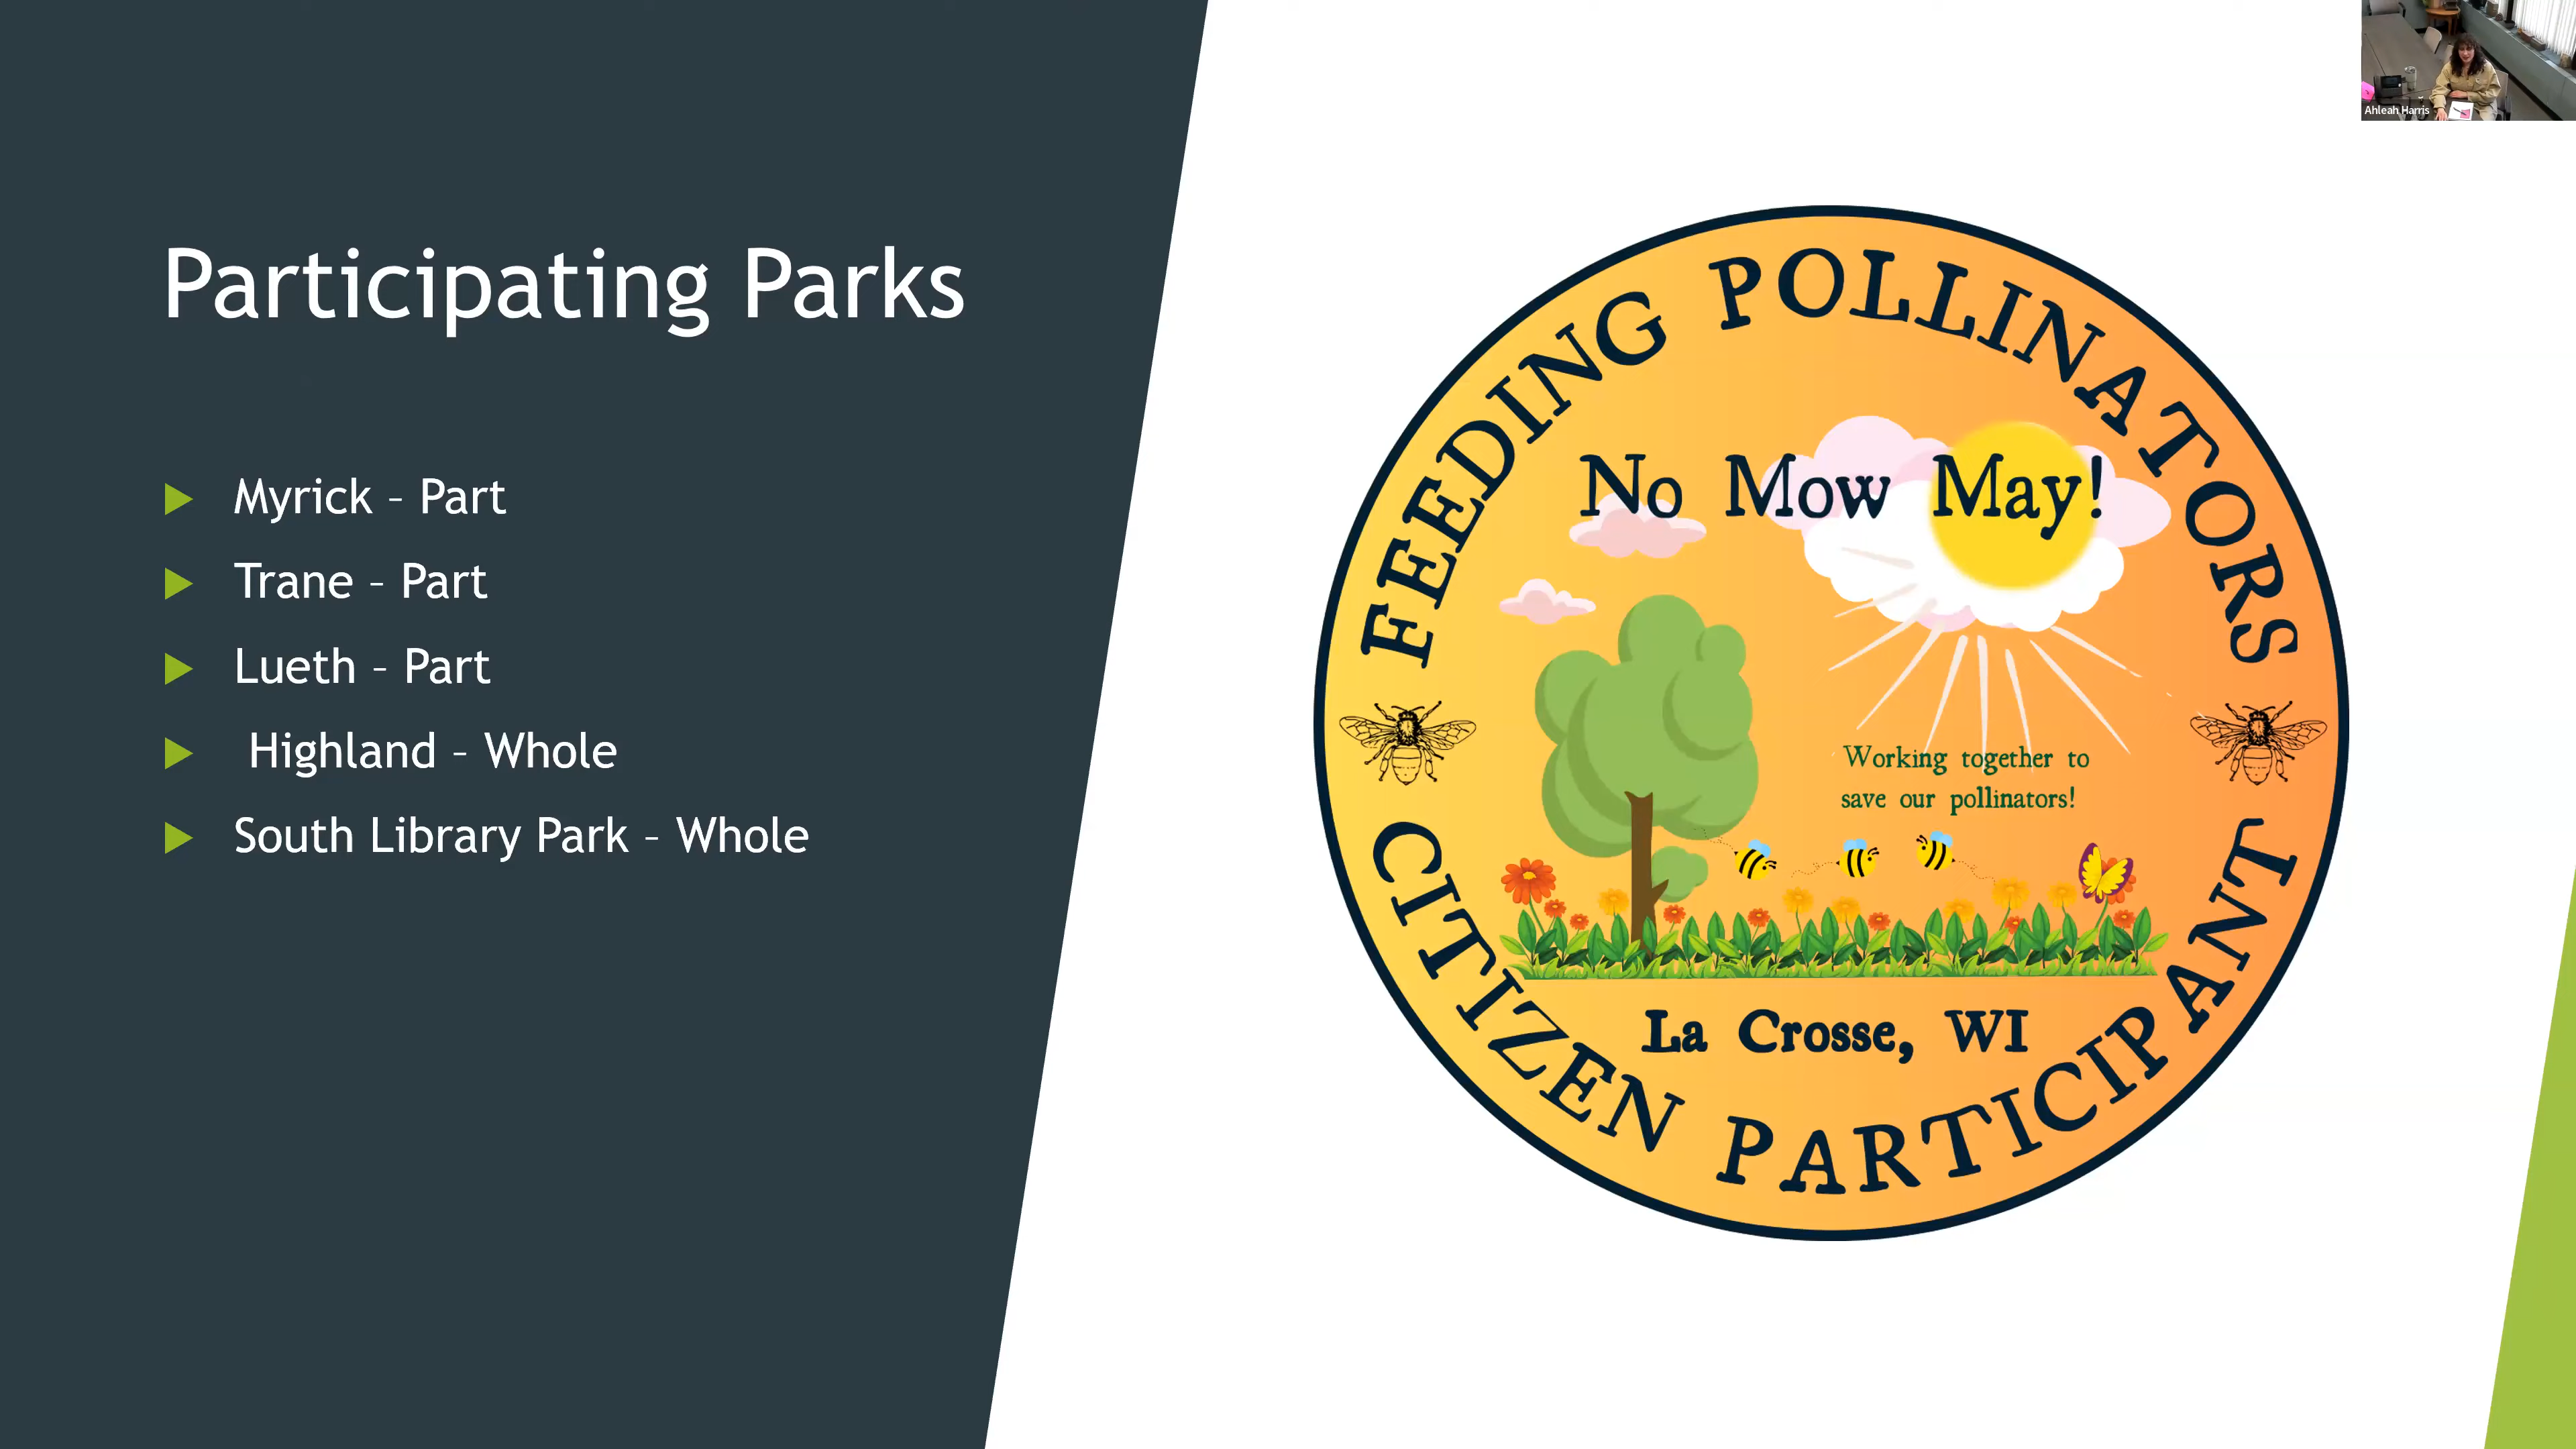 Participating Parks
Myrick – Part
Trane – Part
Lueth – Part
Highland – Whole
South Library Park – Whole
FEEDING POLLINATORS
No Mow May!
Working together to
save our pollinators!
La Crosse, WI
CITIZEN PARTICIPANT
Ahleah Harris